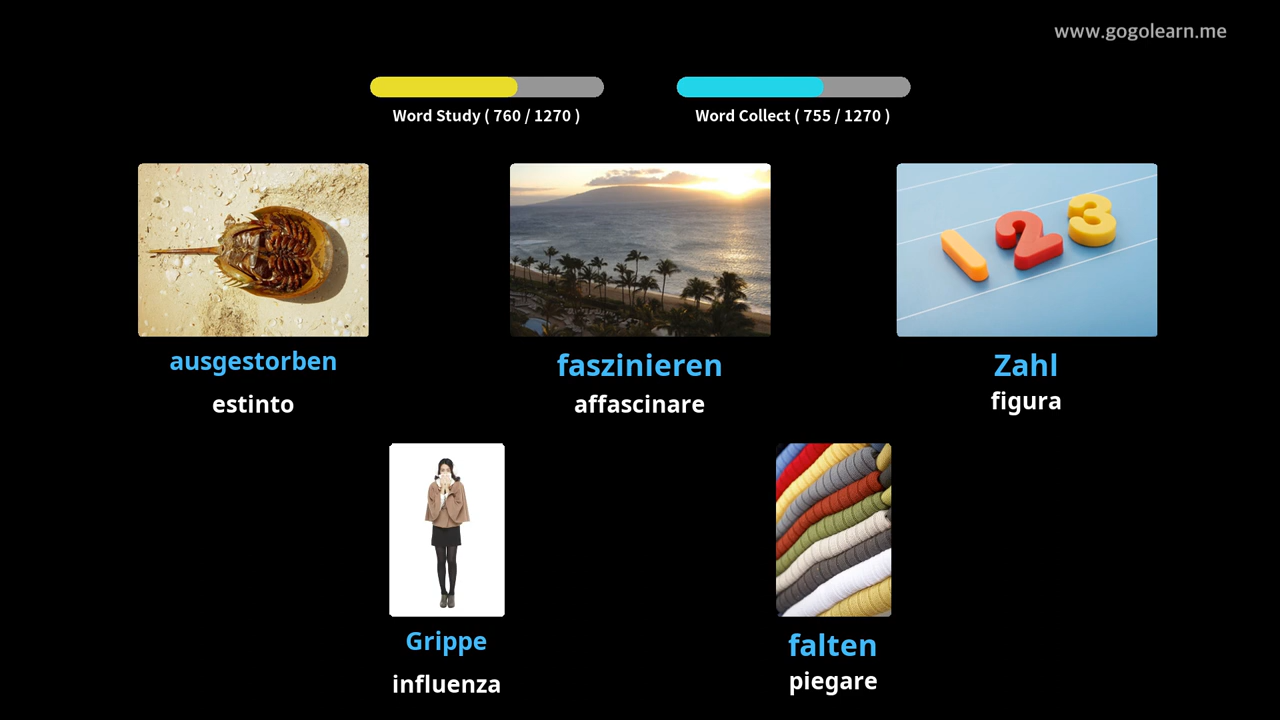 www.gogolearn.me
Word Study ( 760 / 1270 )
Word Collect ( 755 / 1270 )
ausgestorben
estinto
faszinieren
affascinare
Zahl
figura
Grippe
influenza
falten
piegare